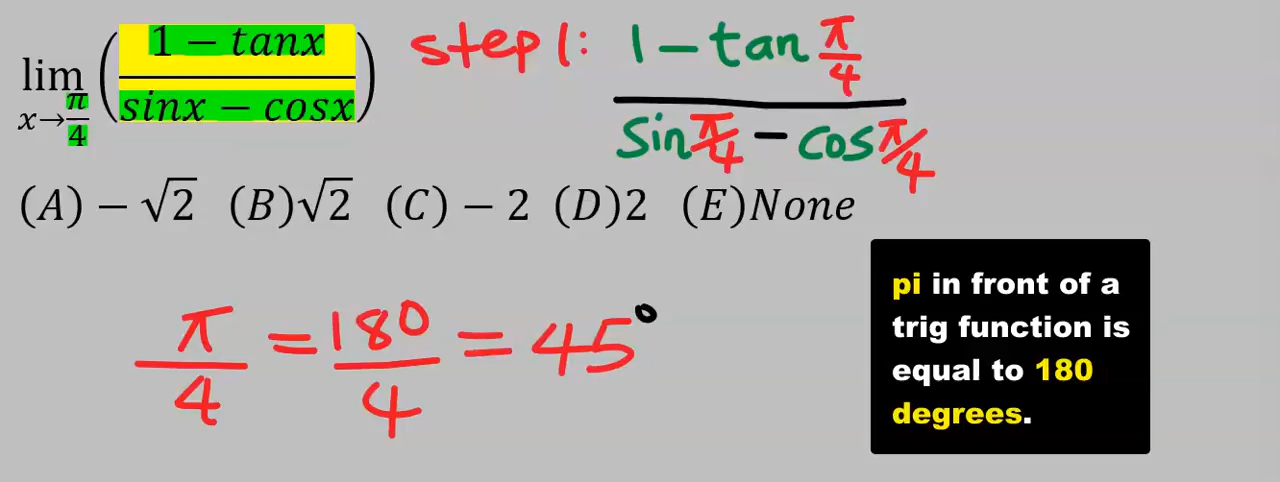 lim x→π/4 ( (1 − tanx) / (sinx − cosx) )
step 1: (1 − tan π/4) / (sin π/4 − cos π/4)
(A) − √2 (B)√2 (C) − 2 (D)2 (E)None
π/4 = 180/4 = 45°
pi in front of a
trig function is
equal to 180
degrees.